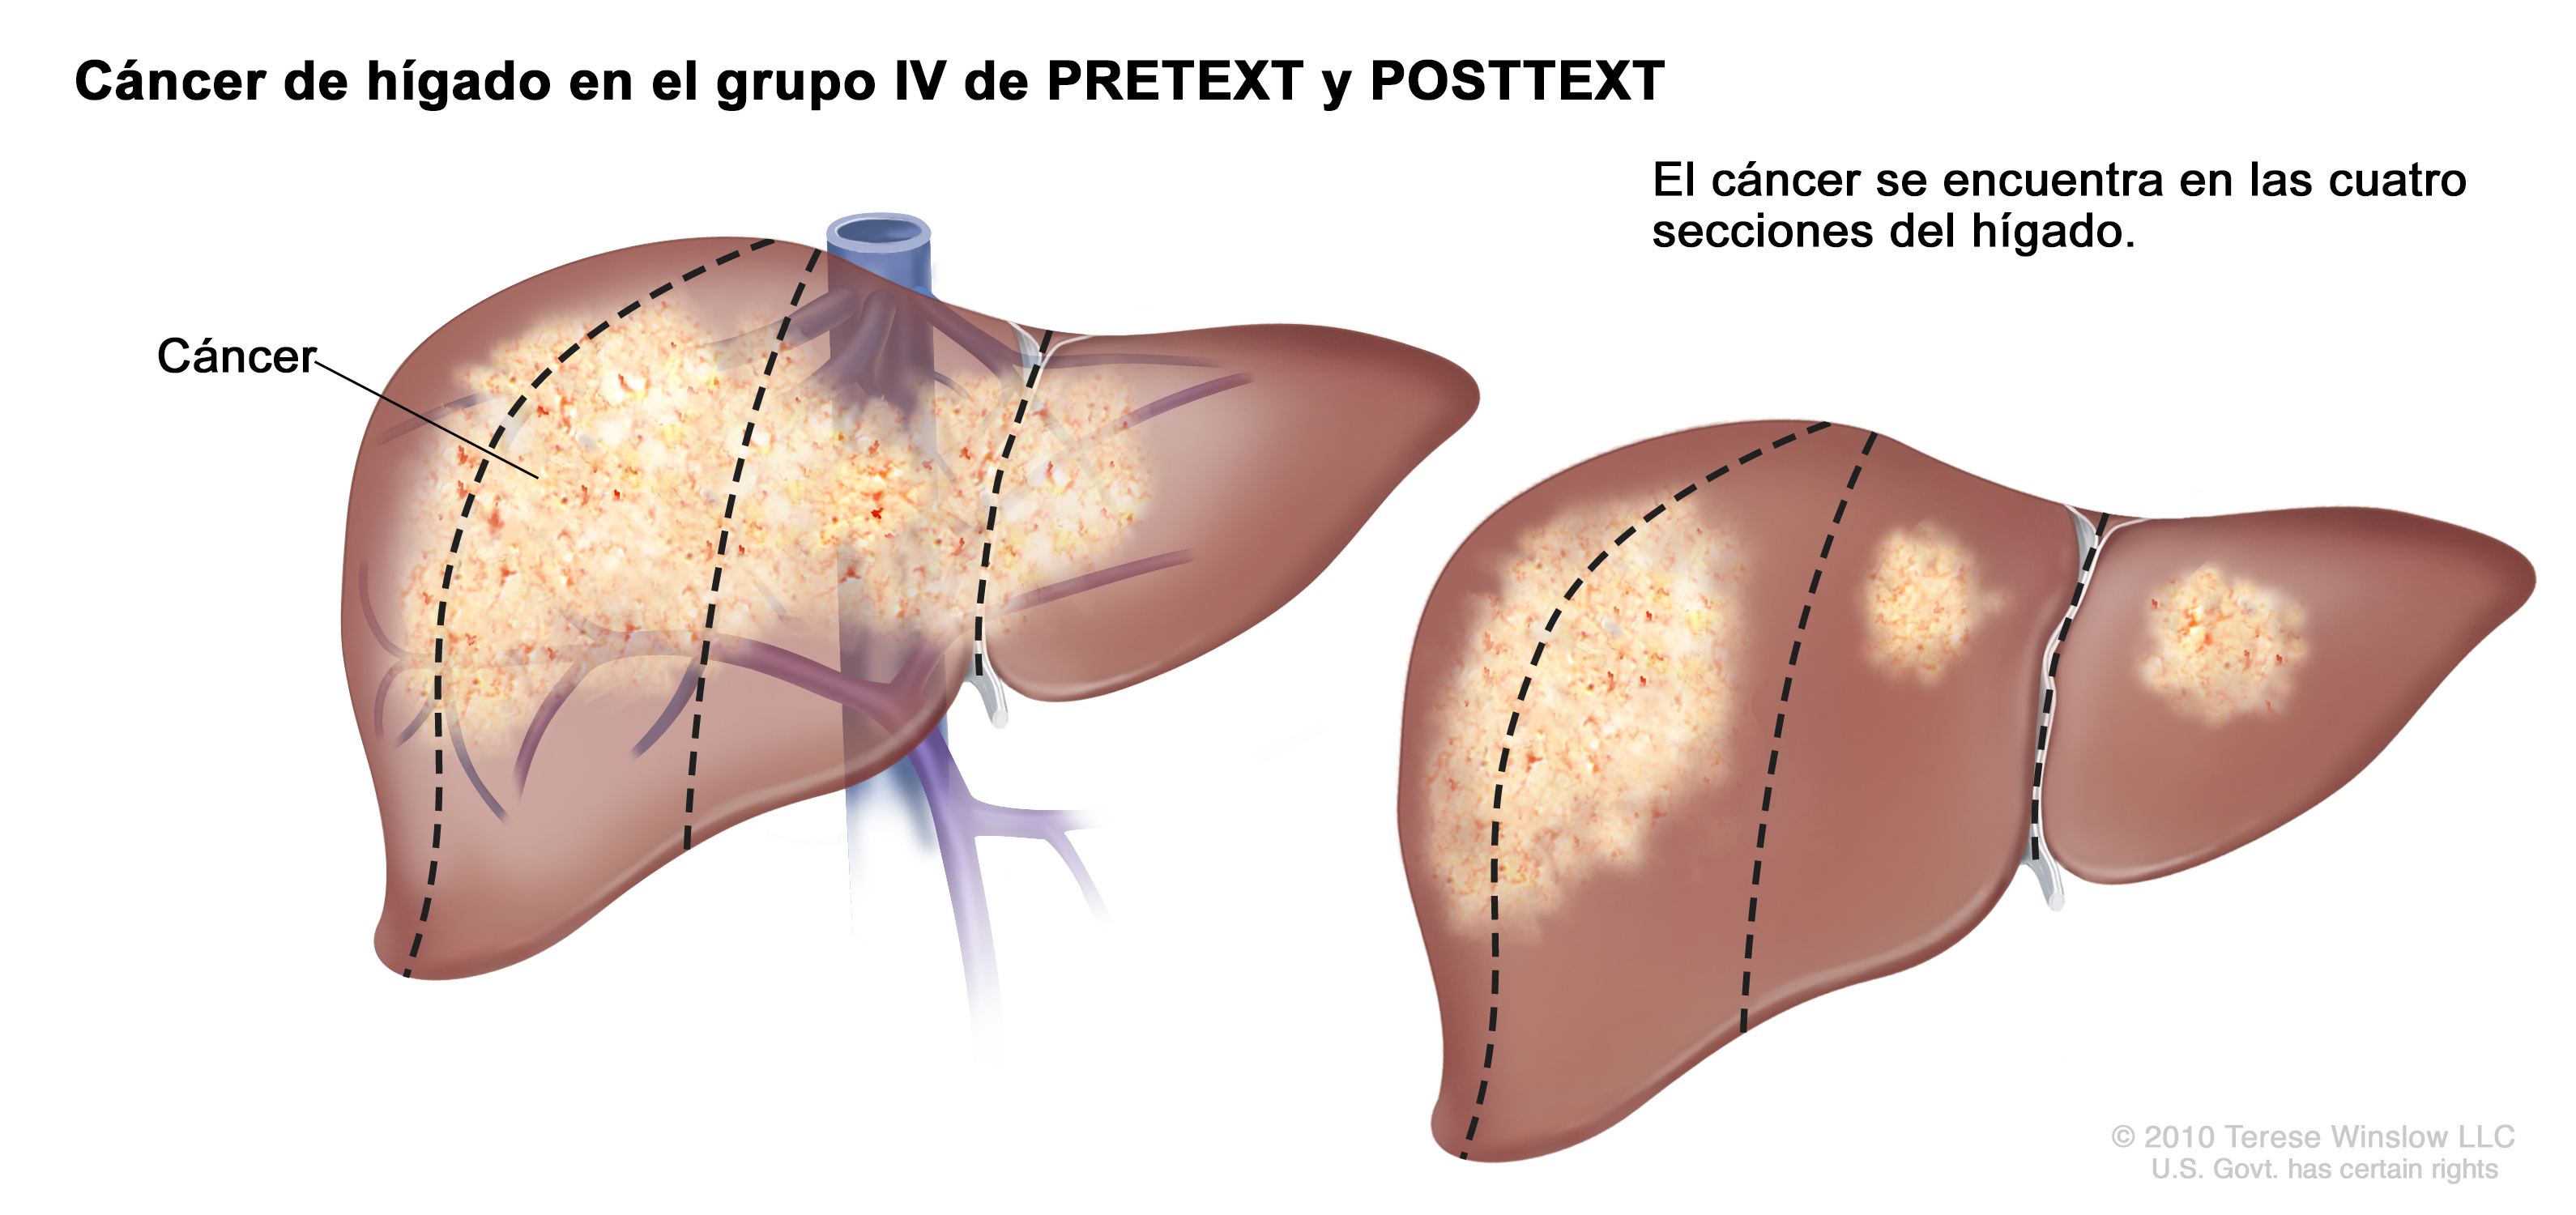 Cáncer de hígado en el grupo IV de PRETEXT y POSTTEXT
El cáncer se encuentra en las cuatro
secciones del hígado.
Cáncer
© 2010 Terese Winslow LLC
U.S. Govt. has certain rights